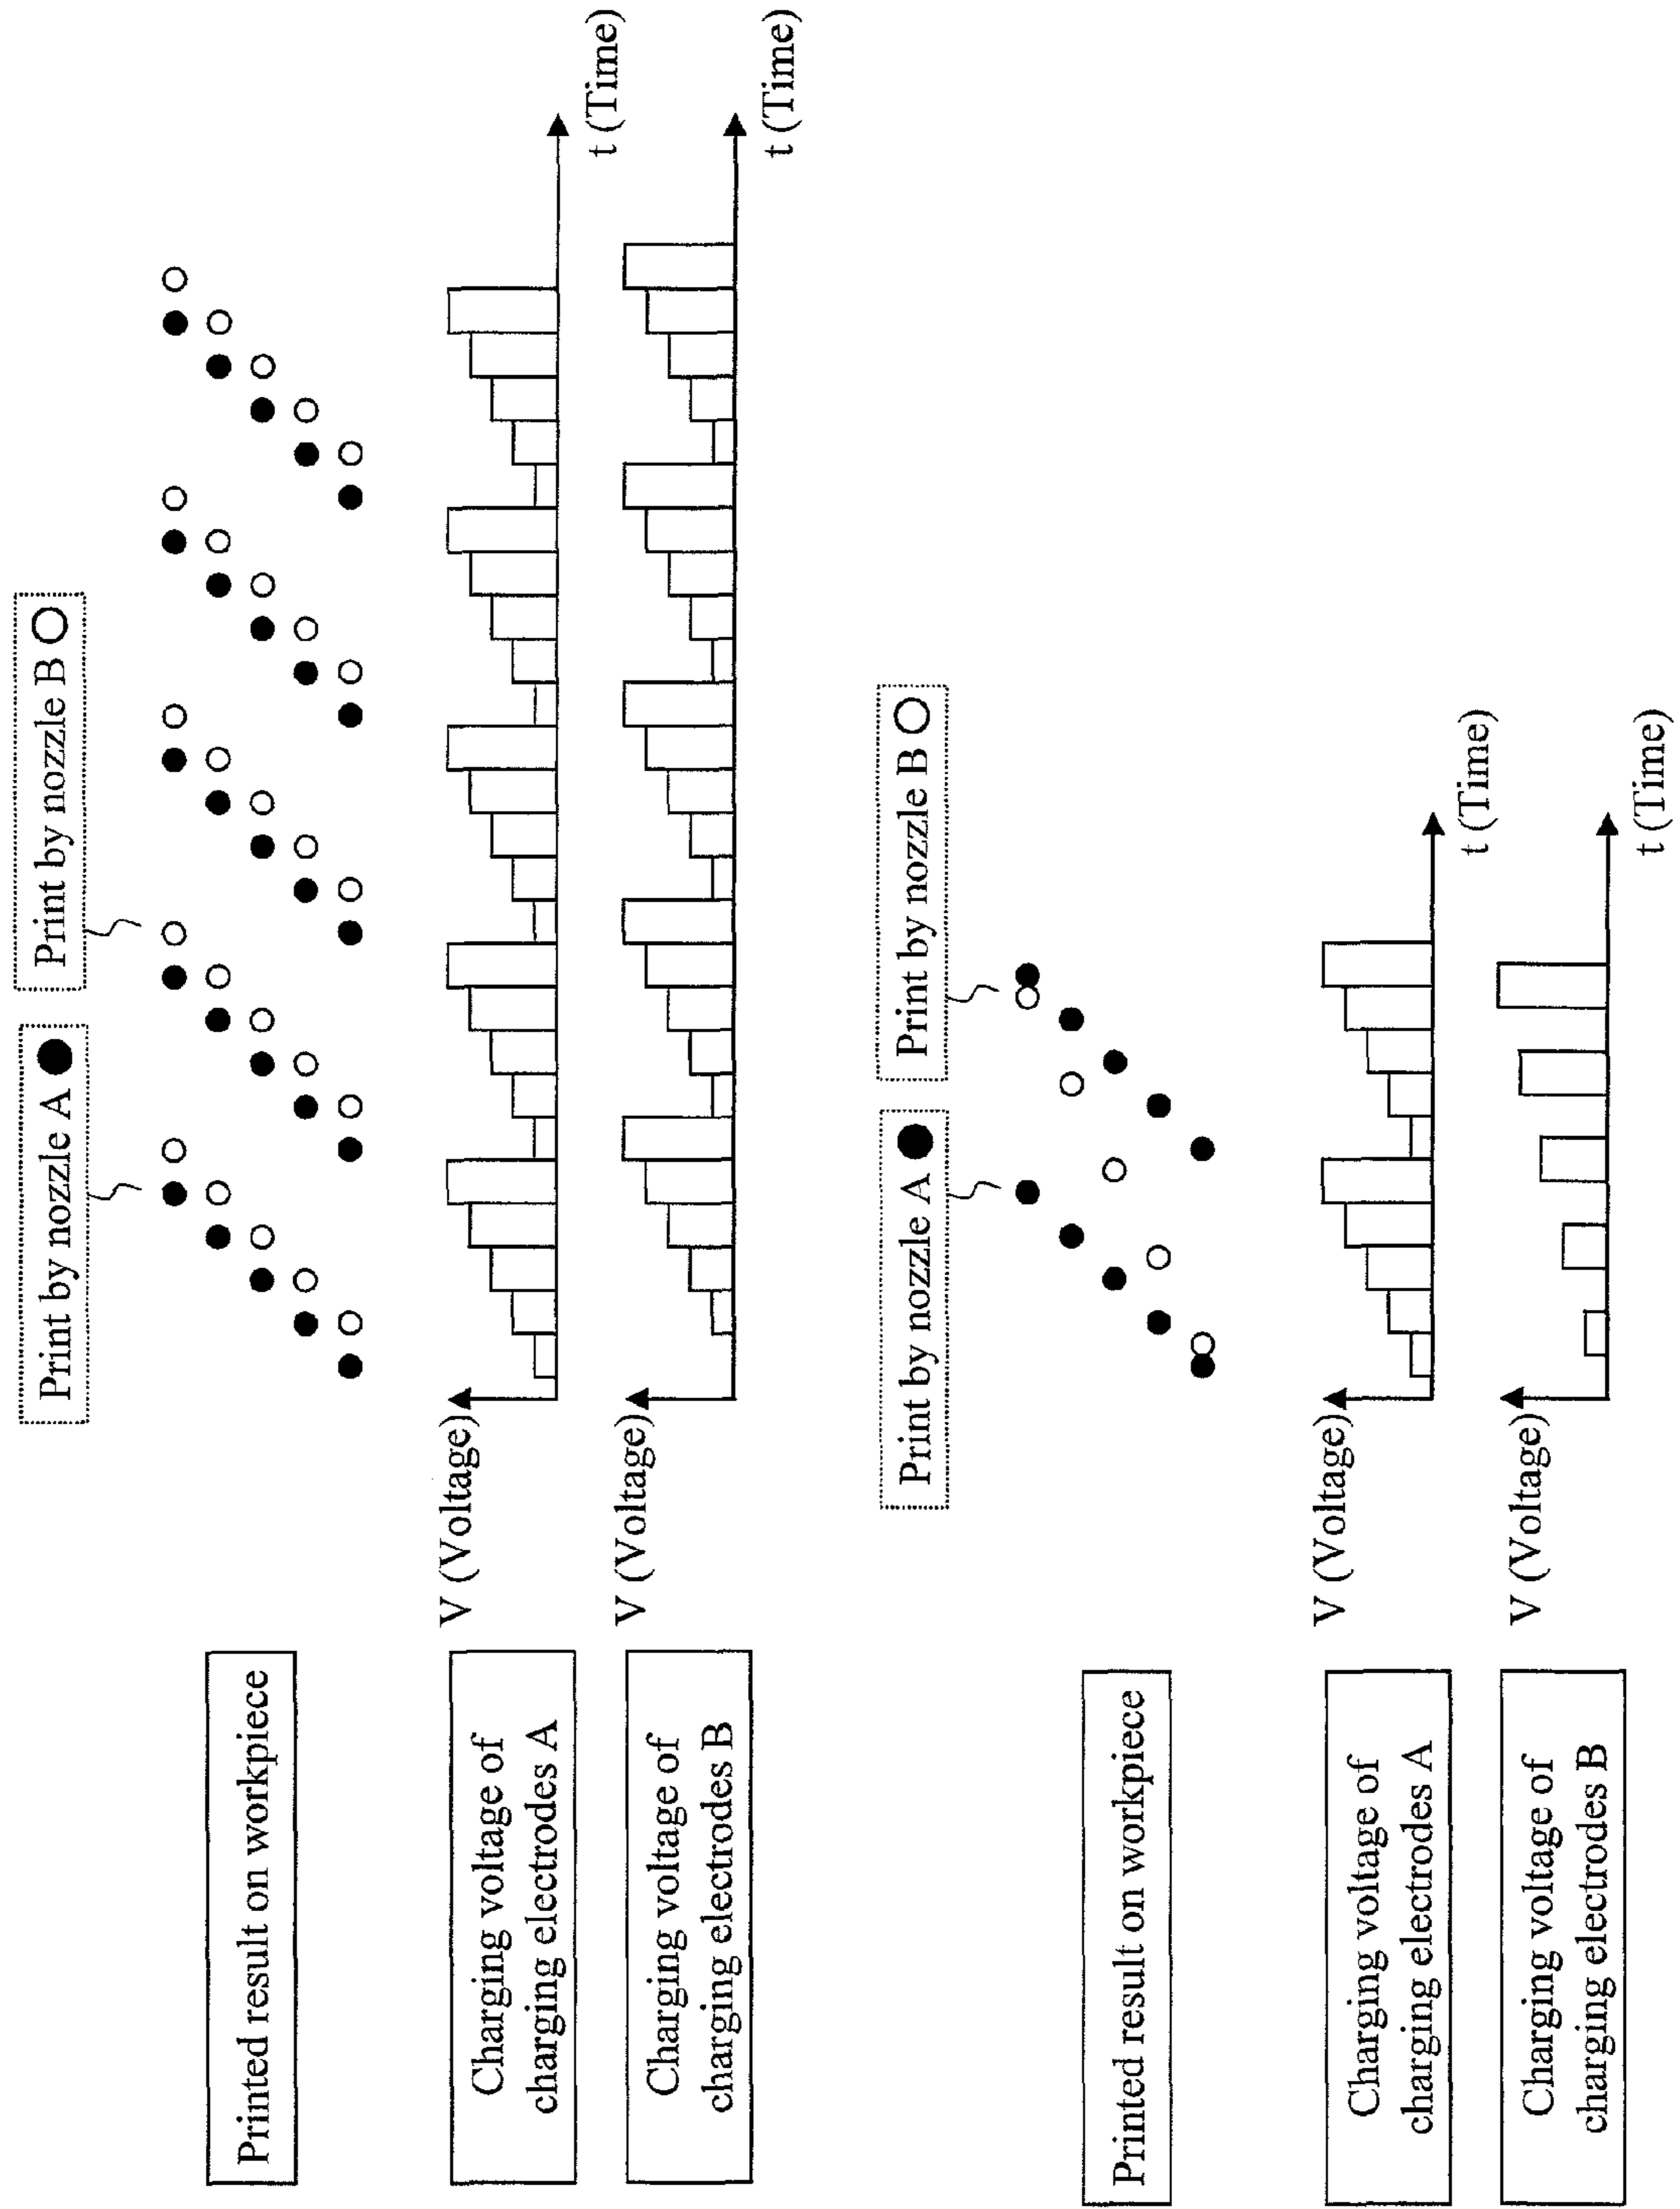 Print by nozzle A
Print by nozzle B
Printed result on workpiece
V (Voltage)
Charging voltage of
charging electrodes A
t (Time)
V (Voltage)
Charging voltage of
charging electrodes B
t (Time)
Print by nozzle A
Print by nozzle B
Printed result on workpiece
V (Voltage)
Charging voltage of
charging electrodes A
t (Time)
V (Voltage)
Charging voltage of
charging electrodes B
t (Time)